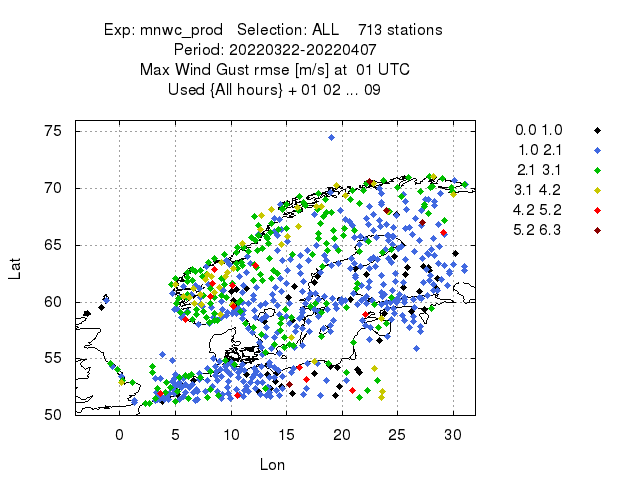 Exp: mnwc_prod Selection: ALL 713 stations
Period: 20220322-20220407
Max Wind Gust rmse [m/s] at 01 UTC
Used {All hours} + 01 02 ... 09
75
70
65
60
55
50
Lat
0 5 10 15 20 25 30
Lon
0.0 1.0
1.0 2.1
2.1 3.1
3.1 4.2
4.2 5.2
5.2 6.3